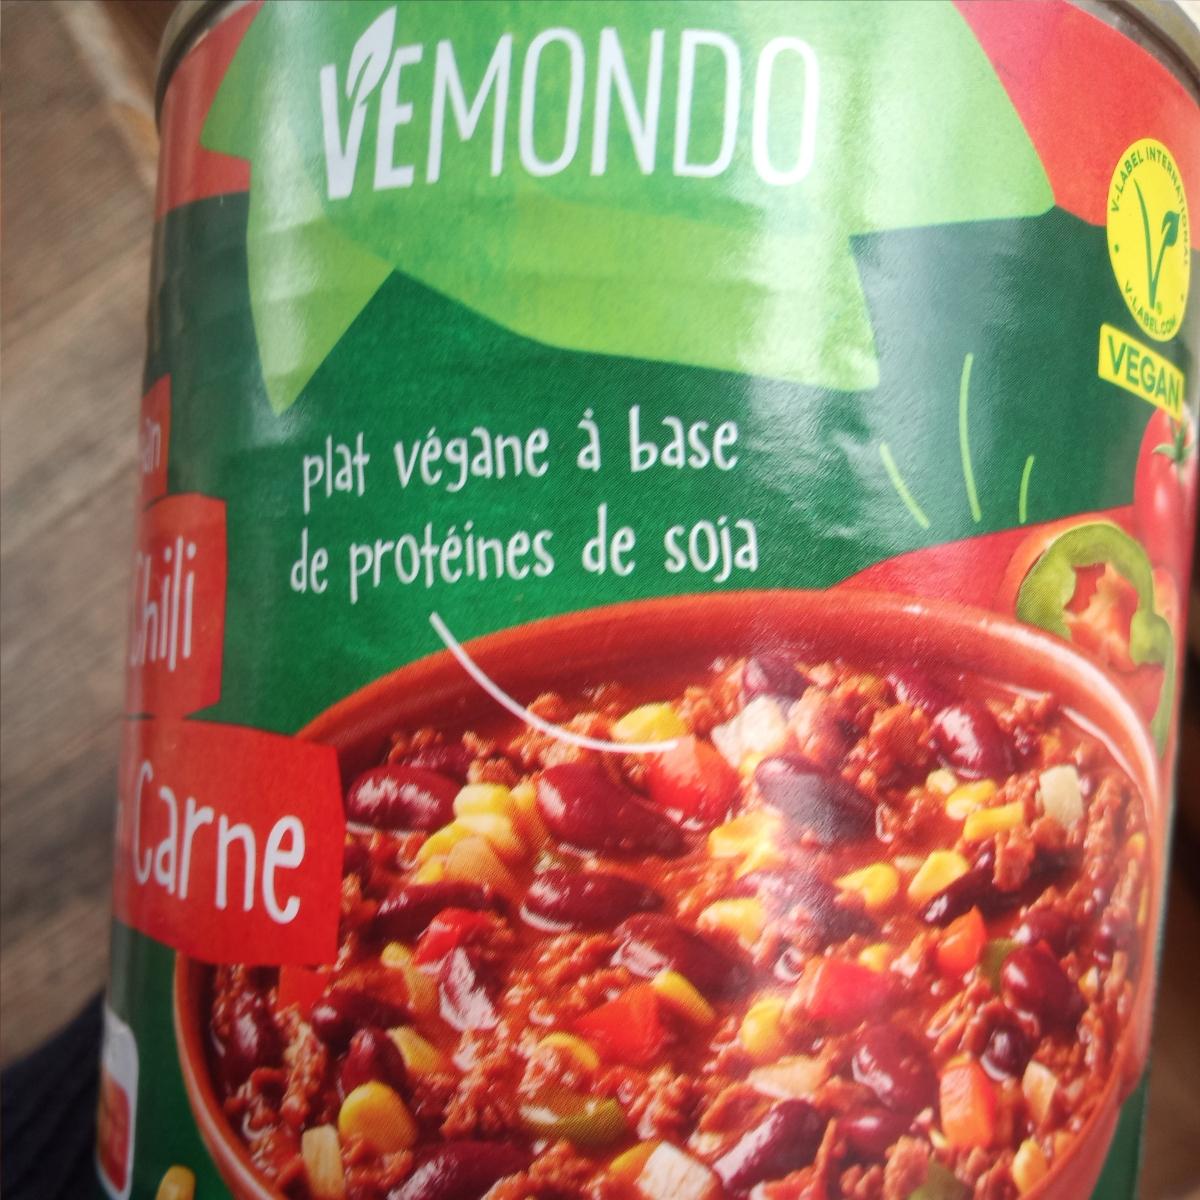 VEMONDO
V-LABEL INTERNATIONAL
V-LABEL.COM
VEGAN
plat végane à base
de protéines de soja
Chili
Carne